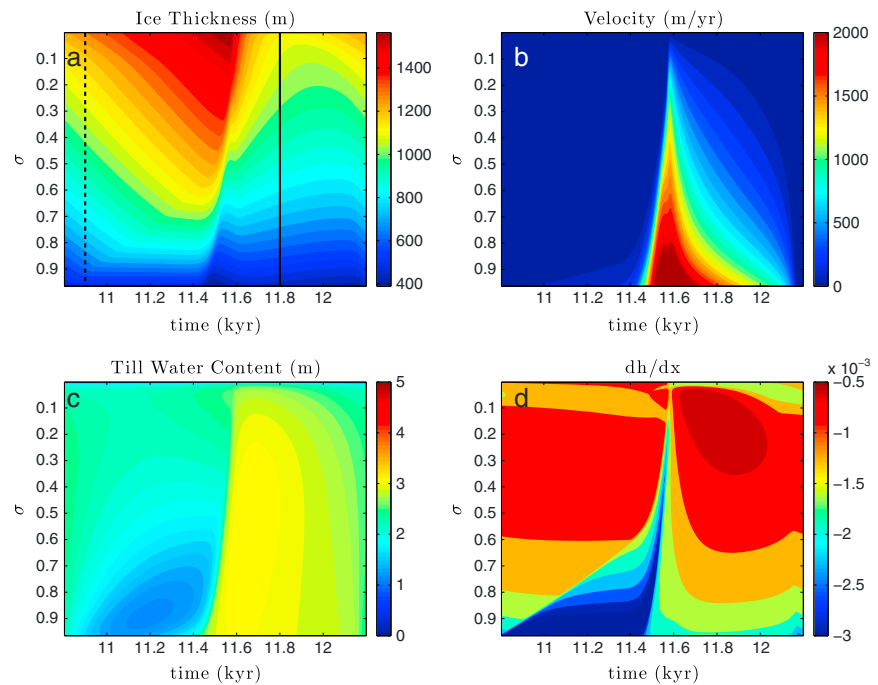 Ice Thickness (m)
a
0.1
0.2
0.3
0.4
0.5
0.6
0.7
0.8
0.9
σ
11 11.2 11.4 11.6 11.8 12
time (kyr)
1400
1200
1000
800
600
400
Velocity (m/yr)
b
0.1
0.2
0.3
0.4
0.5
0.6
0.7
0.8
0.9
σ
11 11.2 11.4 11.6 11.8 12
time (kyr)
2000
1500
1000
500
0
Till Water Content (m)
c
0.1
0.2
0.3
0.4
0.5
0.6
0.7
0.8
0.9
σ
11 11.2 11.4 11.6 11.8 12
time (kyr)
5
4
3
2
1
0
dh/dx
d
0.1
0.2
0.3
0.4
0.5
0.6
0.7
0.8
0.9
σ
11 11.2 11.4 11.6 11.8 12
time (kyr)
x 10⁻³
−0.5
−1
−1.5
−2
−2.5
−3